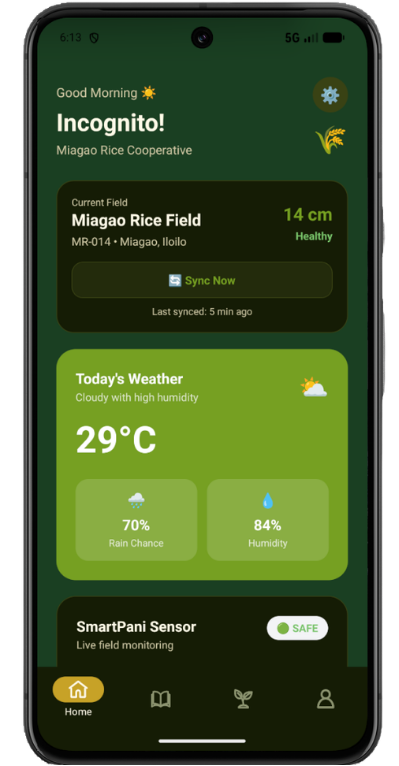 6:13
5G
Good Morning ☀️
Incognito!
Miagao Rice Cooperative
Current Field
Miagao Rice Field
14 cm
MR-014 • Miagao, Iloilo
Healthy
🔄 Sync Now
Last synced: 5 min ago
Today's Weather
Cloudy with high humidity
29°C
70%
Rain Chance
84%
Humidity
SmartPani Sensor
SAFE
Live field monitoring
Home